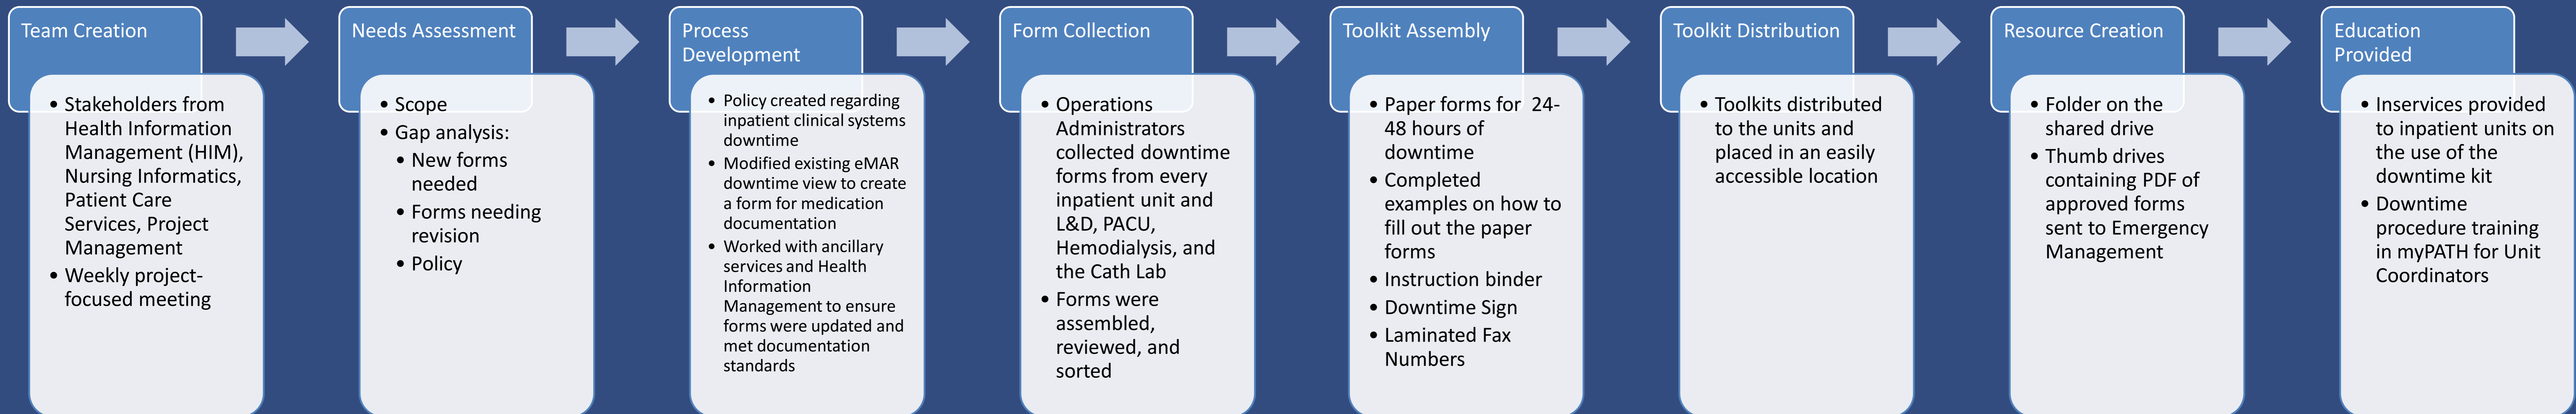 Team Creation
• Stakeholders from
Health Information
Management (HIM),
Nursing Informatics,
Patient Care
Services, Project
Management
• Weekly project-
focused meeting
Needs Assessment
• Scope
• Gap analysis:
• New forms
needed
• Forms needing
revision
• Policy
Process
Development
• Policy created regarding
inpatient clinical systems
downtime
• Modified existing eMAR
downtime view to create
a form for medication
documentation
• Worked with ancillary
services and Health
Information
Management to ensure
forms were updated and
met documentation
standards
Form Collection
• Operations
Administrators
collected downtime
forms from every
inpatient unit and
L&D, PACU,
Hemodialysis, and
the Cath Lab
• Forms were
assembled,
reviewed, and
sorted
Toolkit Assembly
• Paper forms for 24-
48 hours of
downtime
• Completed
examples on how to
fill out the paper
forms
• Instruction binder
• Downtime Sign
• Laminated Fax
Numbers
Toolkit Distribution
• Toolkits distributed
to the units and
placed in an easily
accessible location
Resource Creation
• Folder on the
shared drive
• Thumb drives
containing PDF of
approved forms
sent to Emergency
Management
Education
Provided
• Inservices provided
to inpatient units on
the use of the
downtime kit
• Downtime
procedure training
in myPATH for Unit
Coordinators